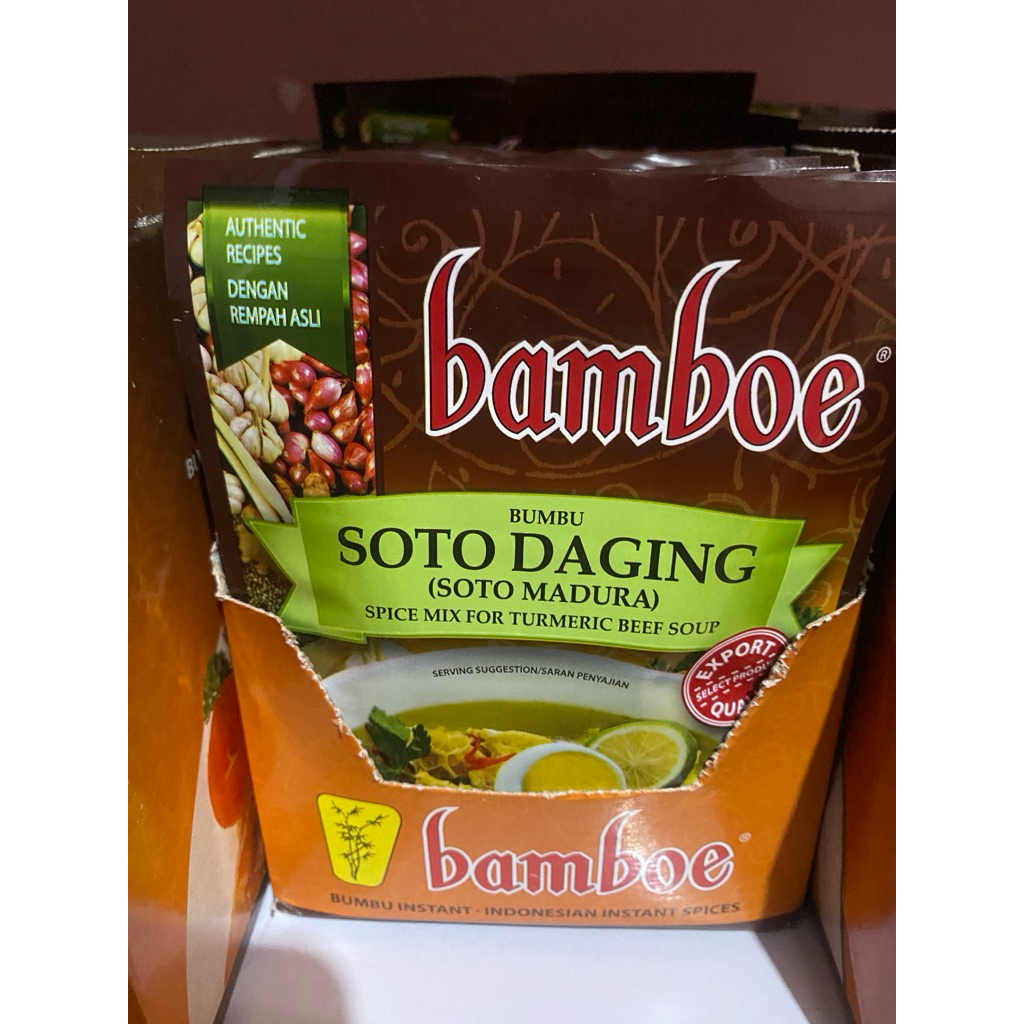 AUTHENTIC
RECIPES
DENGAN
REMPAH ASLI
bamboe®
BUMBU
SOTO DAGING
(SOTO MADURA)
SPICE MIX FOR TURMERIC BEEF SOUP
SERVING SUGGESTION/SARAN PENYAJIAN
EXPORT
SELECT
bamboe®
BUMBU INSTANT · INDONESIAN INSTANT SPICES